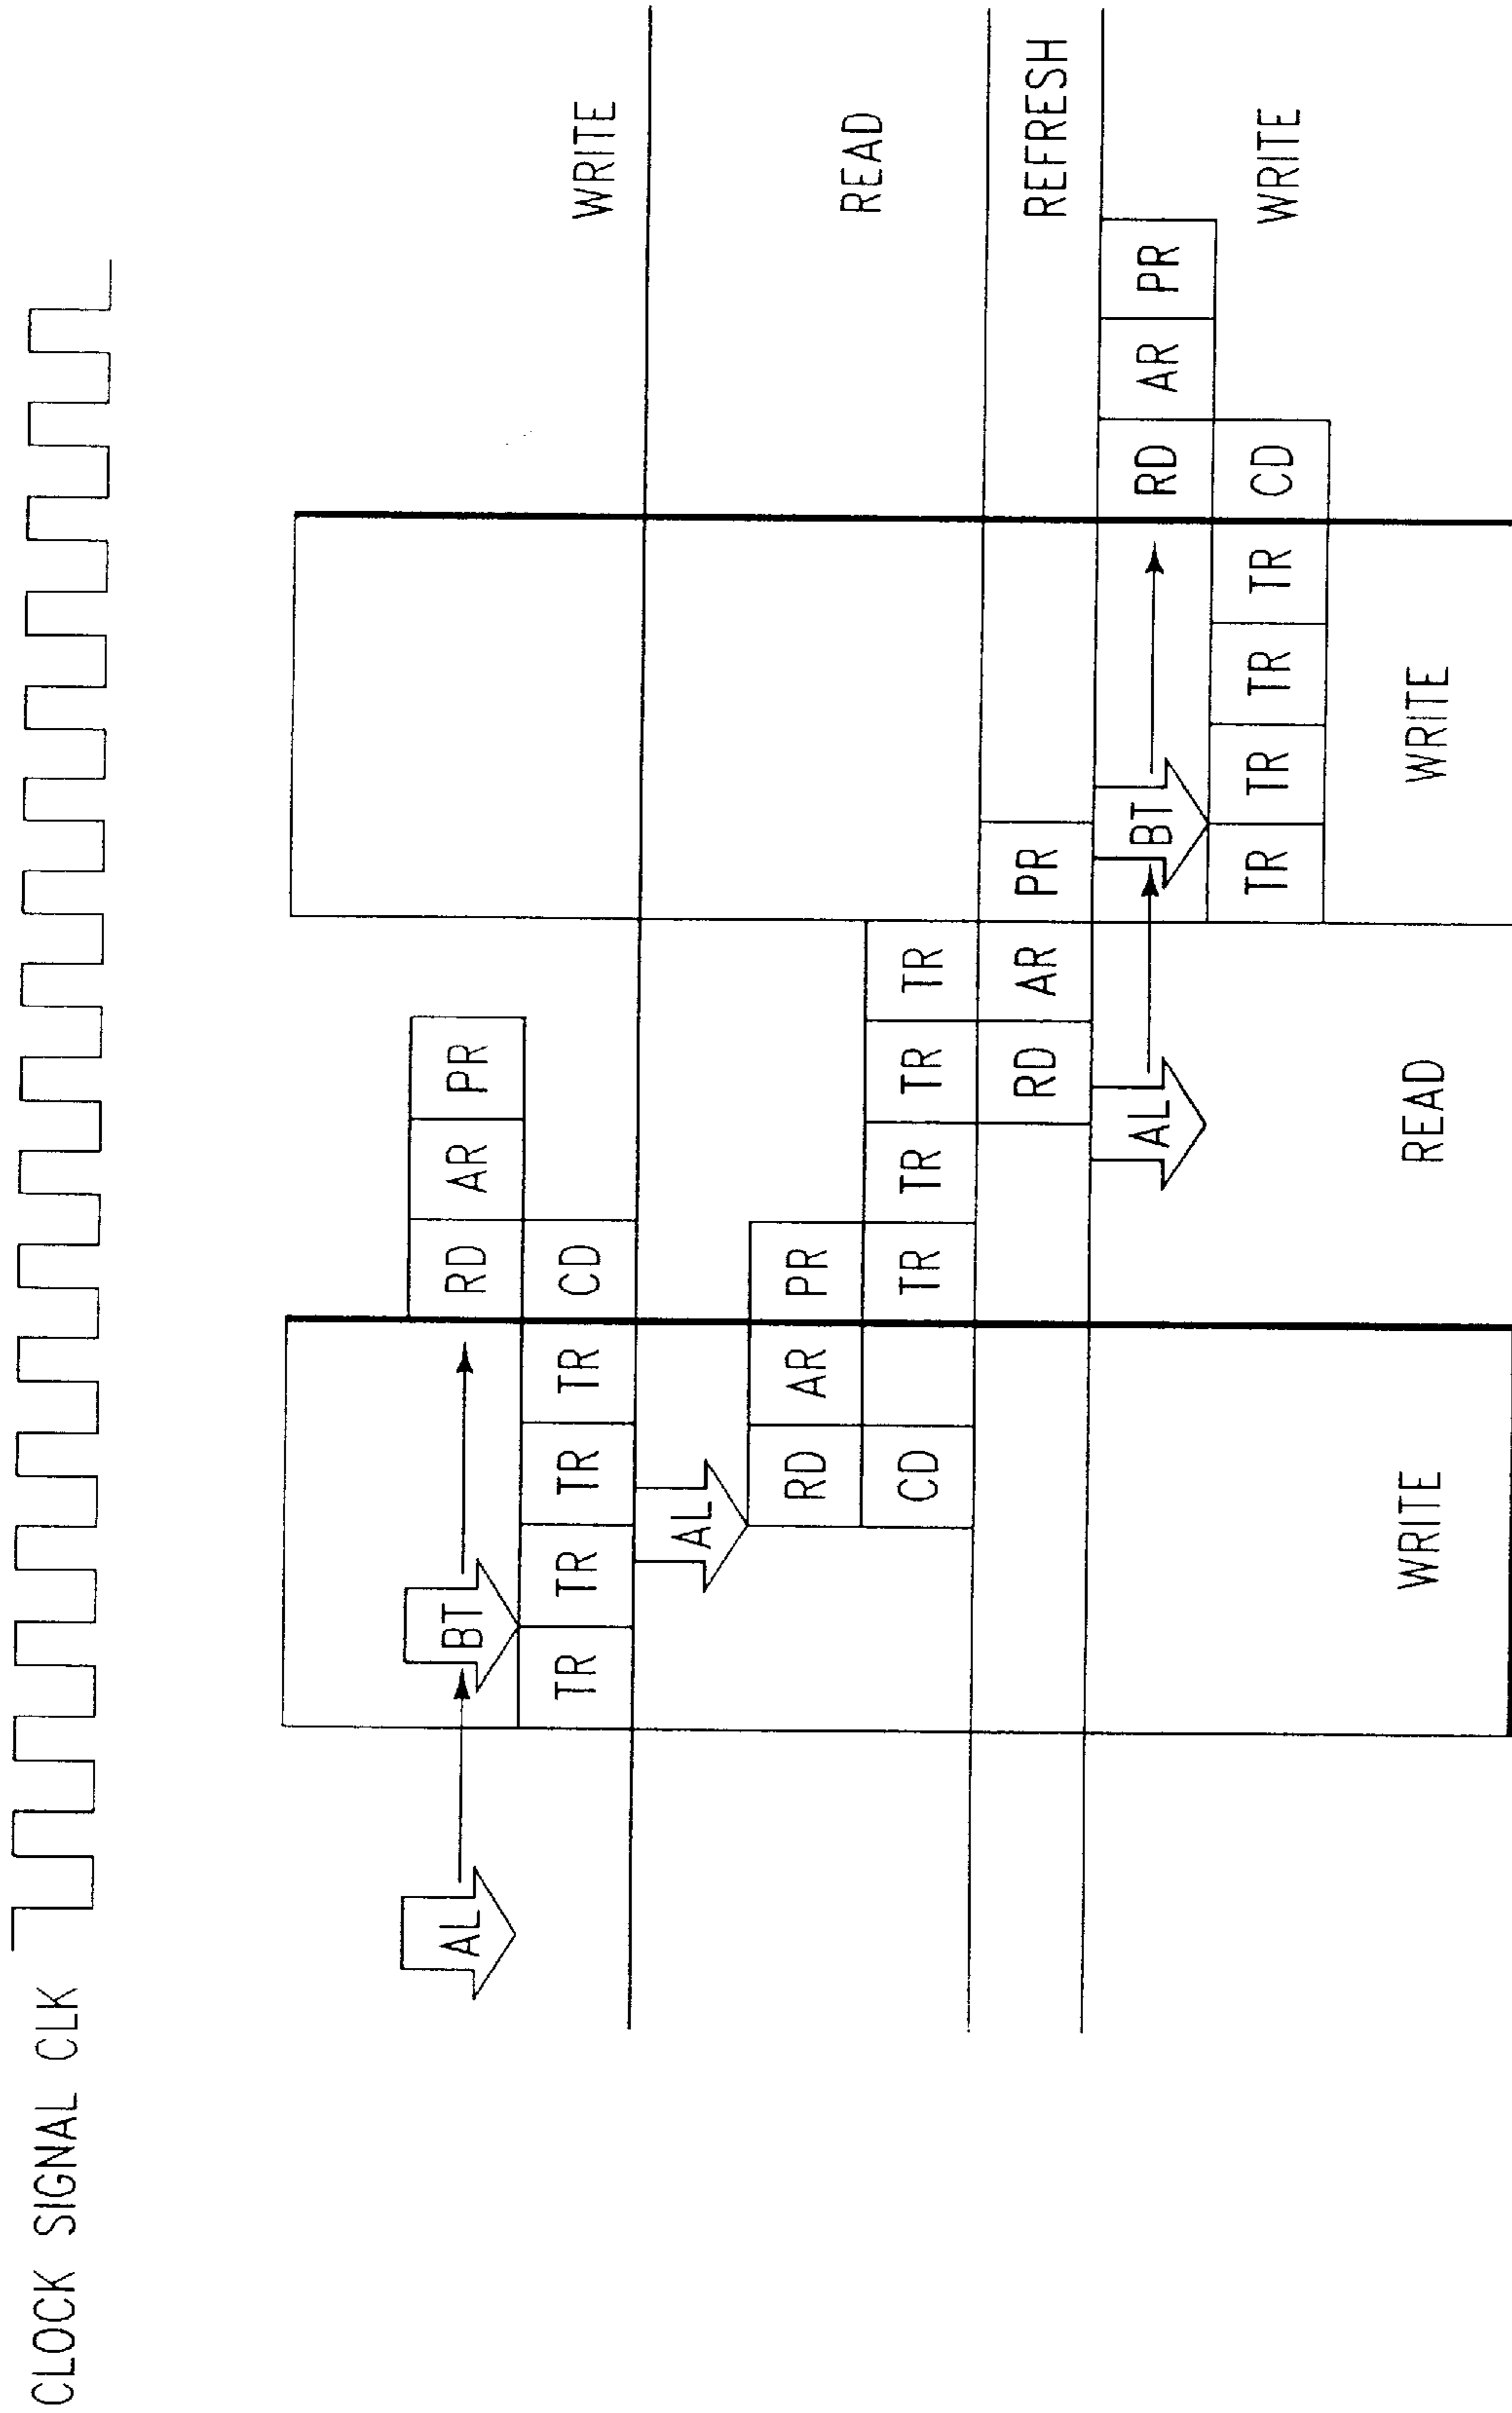 CLOCK SIGNAL CLK
AL BT RD AR PR
TR TR TR TR CD WRITE
AL
RD AR PR
READ
CD TR TR TR TR
RD AR PR REFRESH
AL BT RD AR PR
TR TR TR TR CD WRITE
WRITE READ WRITE